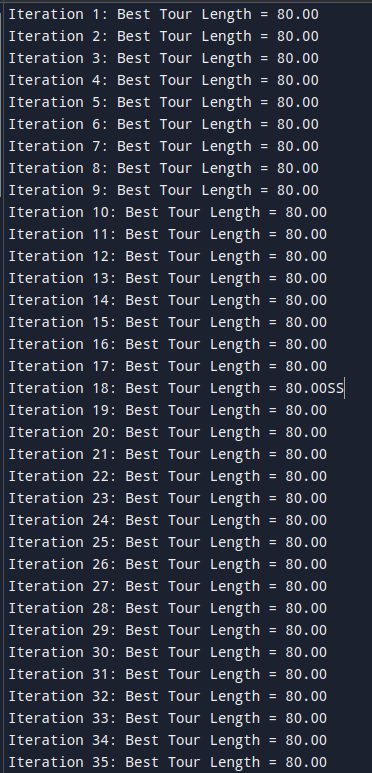 Iteration 1: Best Tour Length = 80.00
Iteration 2: Best Tour Length = 80.00
Iteration 3: Best Tour Length = 80.00
Iteration 4: Best Tour Length = 80.00
Iteration 5: Best Tour Length = 80.00
Iteration 6: Best Tour Length = 80.00
Iteration 7: Best Tour Length = 80.00
Iteration 8: Best Tour Length = 80.00
Iteration 9: Best Tour Length = 80.00
Iteration 10: Best Tour Length = 80.00
Iteration 11: Best Tour Length = 80.00
Iteration 12: Best Tour Length = 80.00
Iteration 13: Best Tour Length = 80.00
Iteration 14: Best Tour Length = 80.00
Iteration 15: Best Tour Length = 80.00
Iteration 16: Best Tour Length = 80.00
Iteration 17: Best Tour Length = 80.00
Iteration 18: Best Tour Length = 80.00SS
Iteration 19: Best Tour Length = 80.00
Iteration 20: Best Tour Length = 80.00
Iteration 21: Best Tour Length = 80.00
Iteration 22: Best Tour Length = 80.00
Iteration 23: Best Tour Length = 80.00
Iteration 24: Best Tour Length = 80.00
Iteration 25: Best Tour Length = 80.00
Iteration 26: Best Tour Length = 80.00
Iteration 27: Best Tour Length = 80.00
Iteration 28: Best Tour Length = 80.00
Iteration 29: Best Tour Length = 80.00
Iteration 30: Best Tour Length = 80.00
Iteration 31: Best Tour Length = 80.00
Iteration 32: Best Tour Length = 80.00
Iteration 33: Best Tour Length = 80.00
Iteration 34: Best Tour Length = 80.00
Iteration 35: Best Tour Length = 80.00